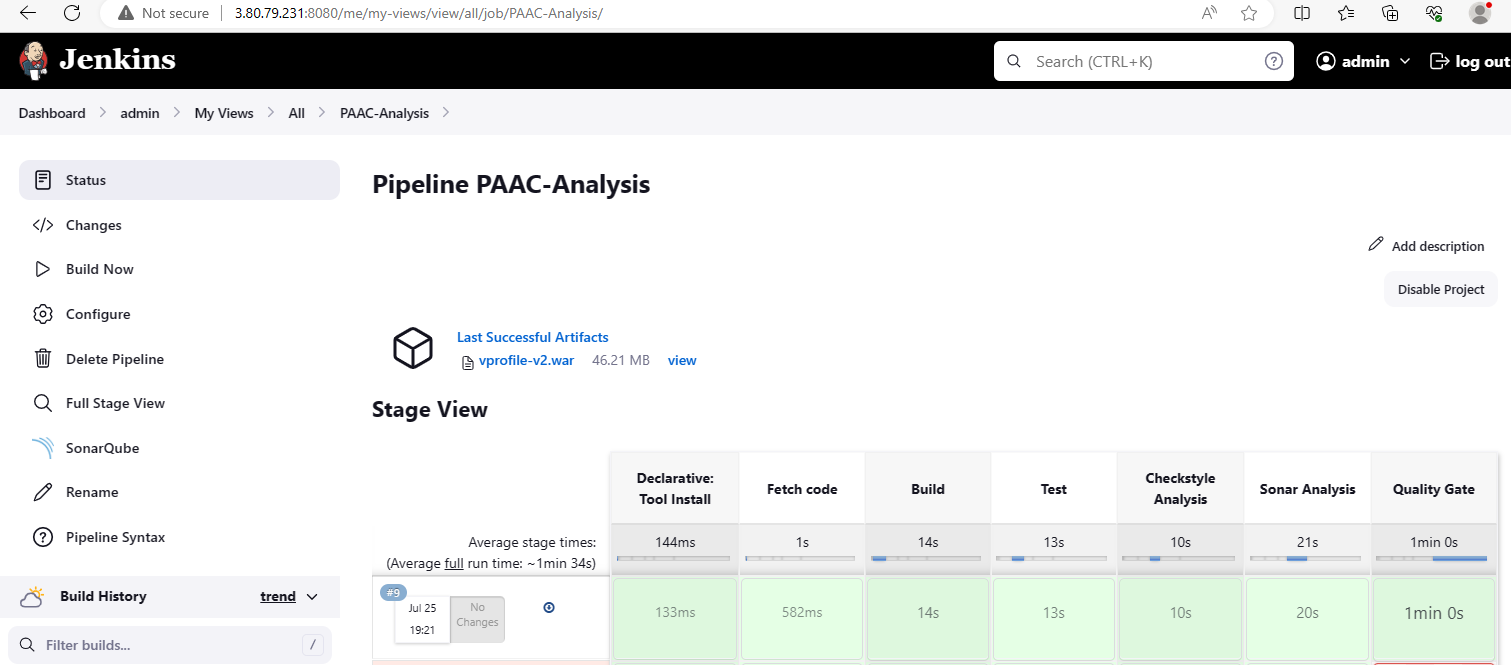 Not secure
3.80.79.231:8080/me/my-views/view/all/job/PAAC-Analysis/
Jenkins
Search (CTRL+K)
admin
log out
Dashboard
admin
My Views
All
PAAC-Analysis
Status
Changes
Build Now
Configure
Delete Pipeline
Full Stage View
SonarQube
Rename
Pipeline Syntax
Build History
trend
Filter builds...
/
Pipeline PAAC-Analysis
Add description
Disable Project
Last Successful Artifacts
vprofile-v2.war 46.21 MB view
Stage View
Declarative:
Tool Install
Fetch code
Build
Test
Checkstyle
Analysis
Sonar Analysis
Quality Gate
Average stage times:
(Average full run time: ~1min 34s)
144ms
1s
14s
13s
10s
21s
1min 0s
#9
Jul 25
19:21
No
Changes
133ms
582ms
14s
13s
10s
20s
1min 0s